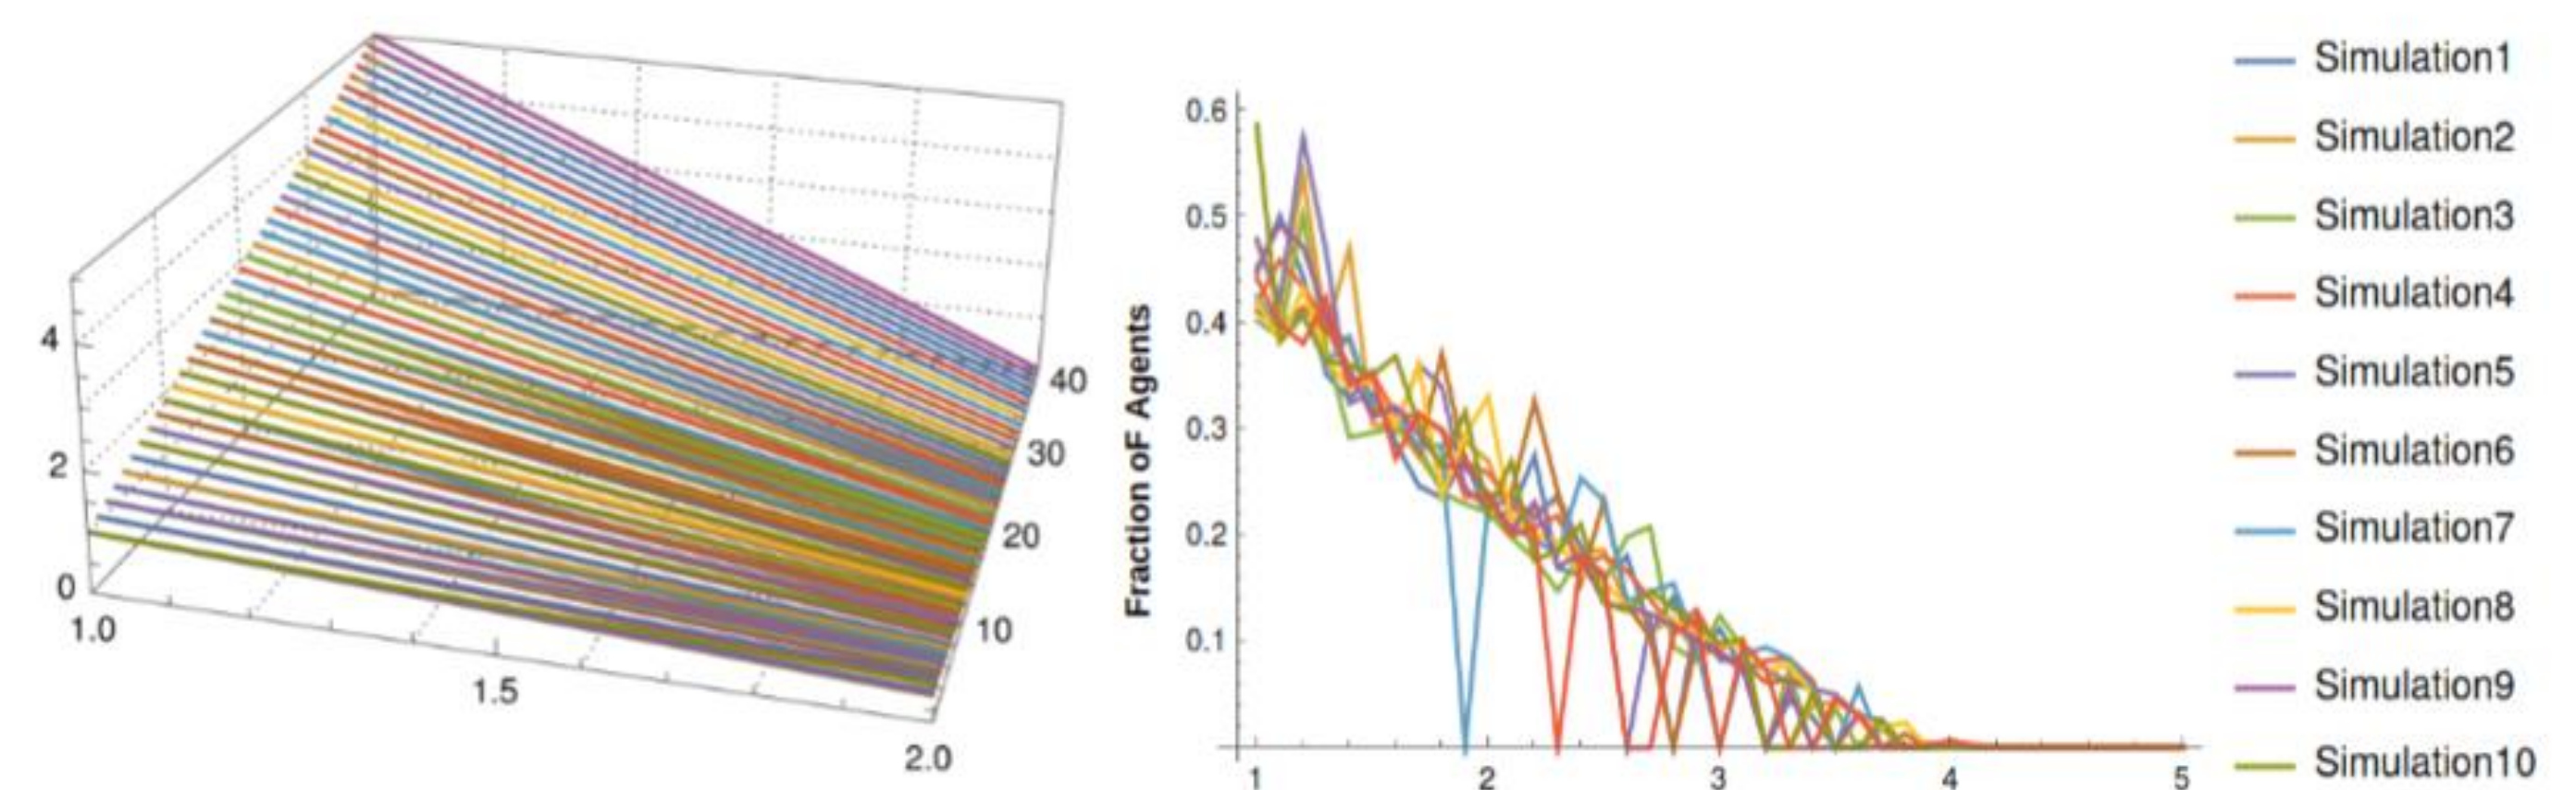 4
2
0
1.0
1.5
2.0
10
20
30
40
Fraction oF Agents
0.6
0.5
0.4
0.3
0.2
0.1
1
2
3
4
5
Simulation1
Simulation2
Simulation3
Simulation4
Simulation5
Simulation6
Simulation7
Simulation8
Simulation9
Simulation10